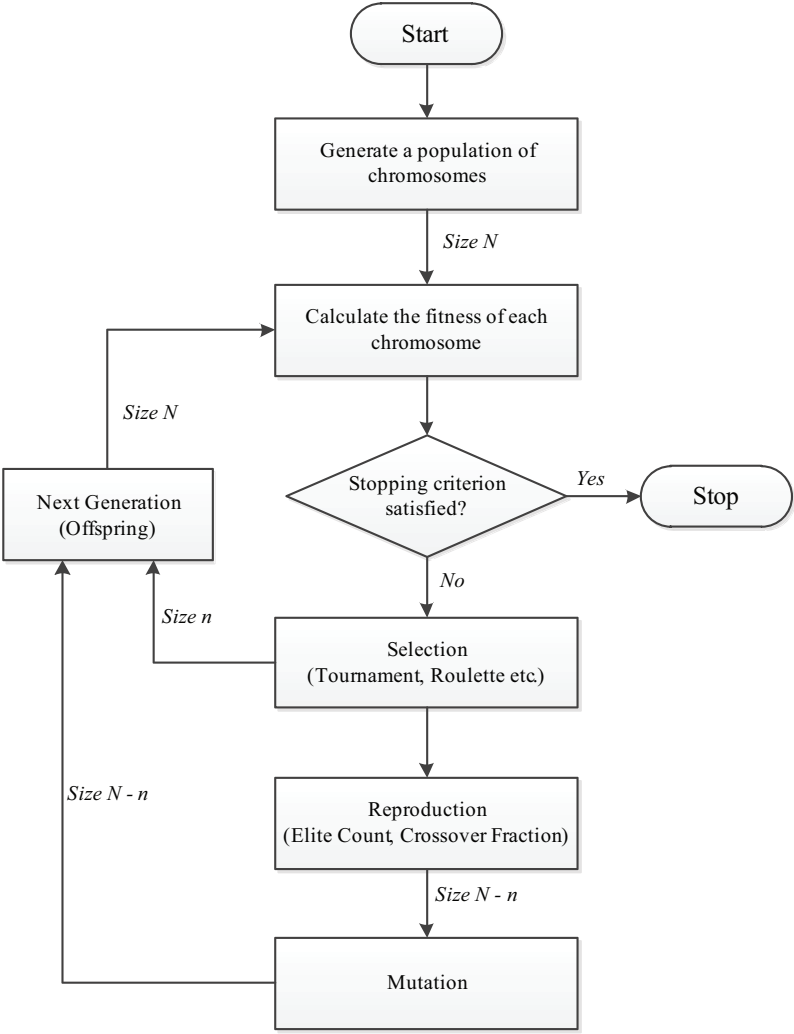 Start
Generate a population of
chromosomes
Size N
Calculate the fitness of each
chromosome
Size N
Stopping criterion
satisfied?
Yes
Stop
Next Generation
(Offspring)
No
Size n
Selection
(Tournament, Roulette etc.)
Size N - n
Reproduction
(Elite Count, Crossover Fraction)
Size N - n
Mutation